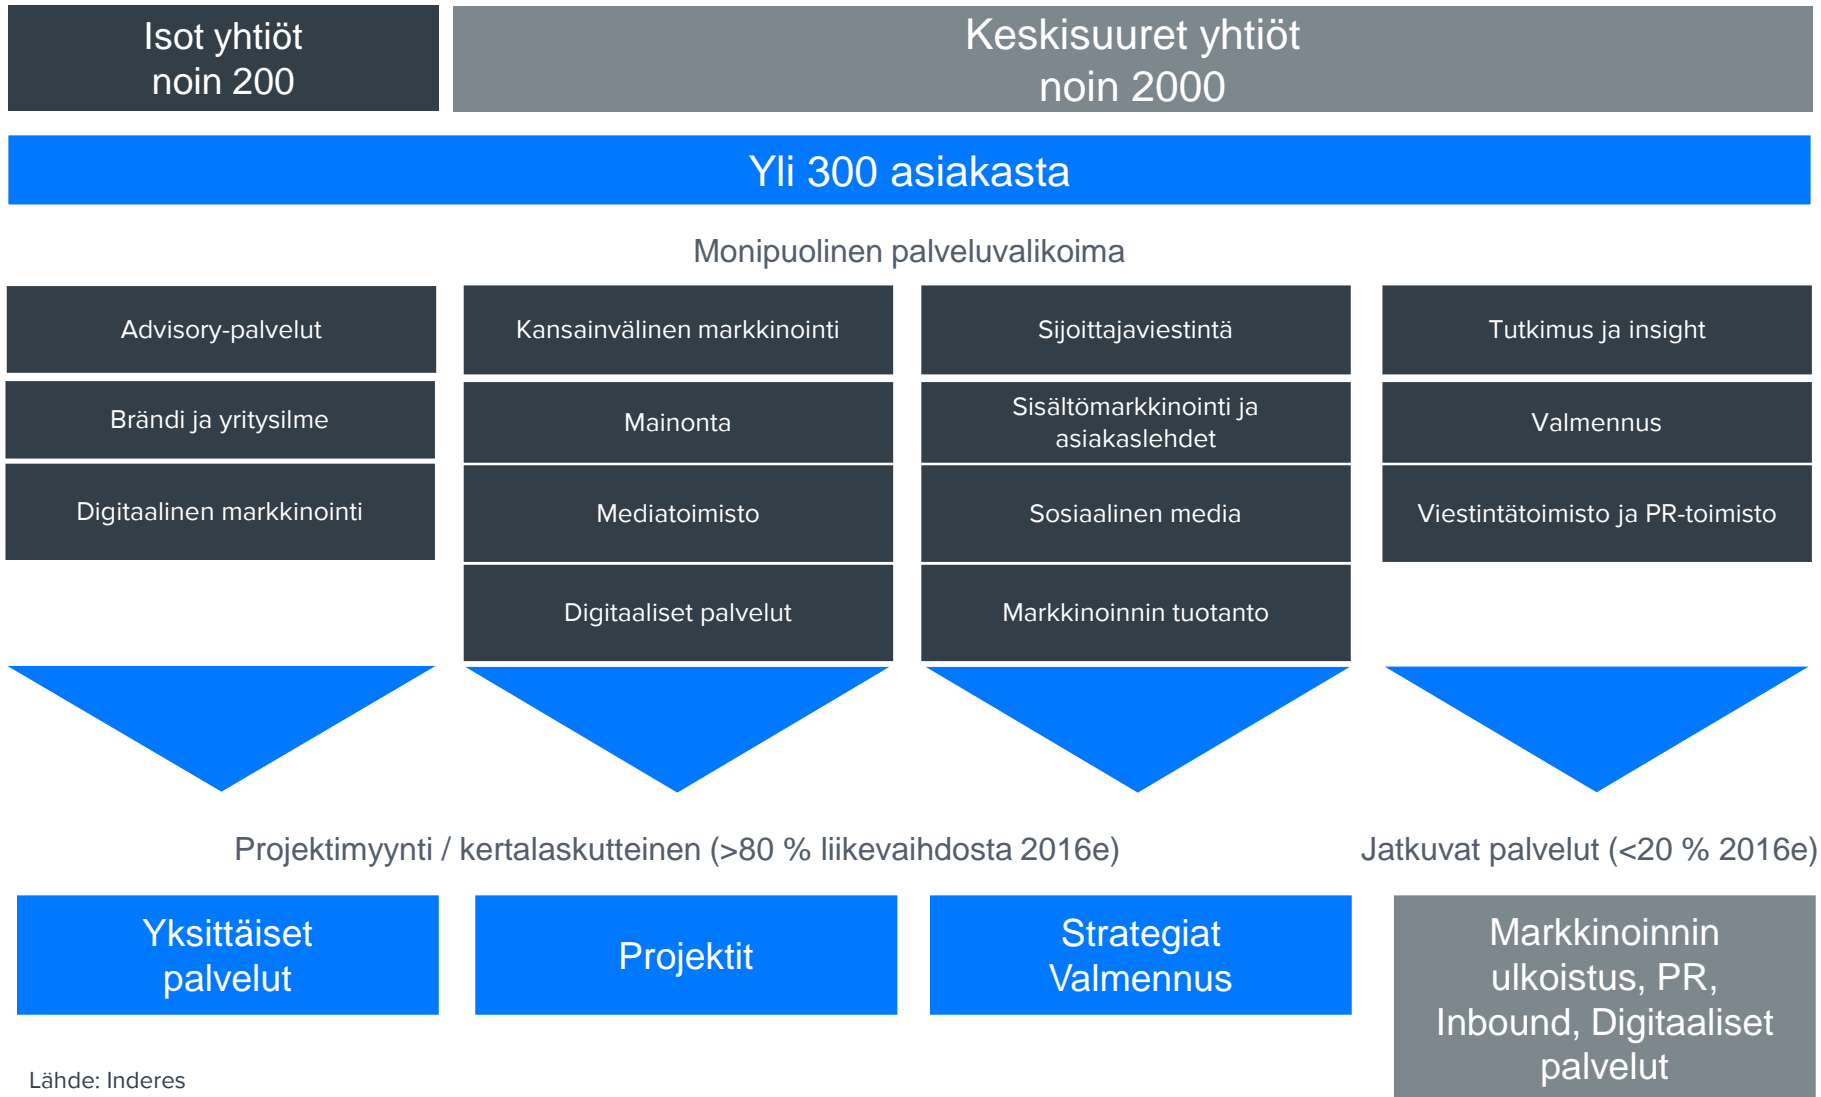 Isot yhtiöt
noin 200
Keskisuuret yhtiöt
noin 2000
Yli 300 asiakasta
Monipuolinen palveluvalikoima
Advisory-palvelut
Brändi ja yritysilme
Digitaalinen markkinointi
Kansainvälinen markkinointi
Mainonta
Mediatoimisto
Digitaaliset palvelut
Sijoittajaviestintä
Sisältömarkkinointi ja
asiakaslehdet
Sosiaalinen media
Markkinoinnin tuotanto
Tutkimus ja insight
Valmennus
Viestintätoimisto ja PR-toimisto
Projektimyynti / kertalaskutteinen (>80 % liikevaihdosta 2016e)
Jatkuvat palvelut (<20 % 2016e)
Yksittäiset
palvelut
Projektit
Strategiat
Valmennus
Markkinoinnin
ulkoistus, PR,
Inbound, Digitaaliset
palvelut
Lähde: Inderes